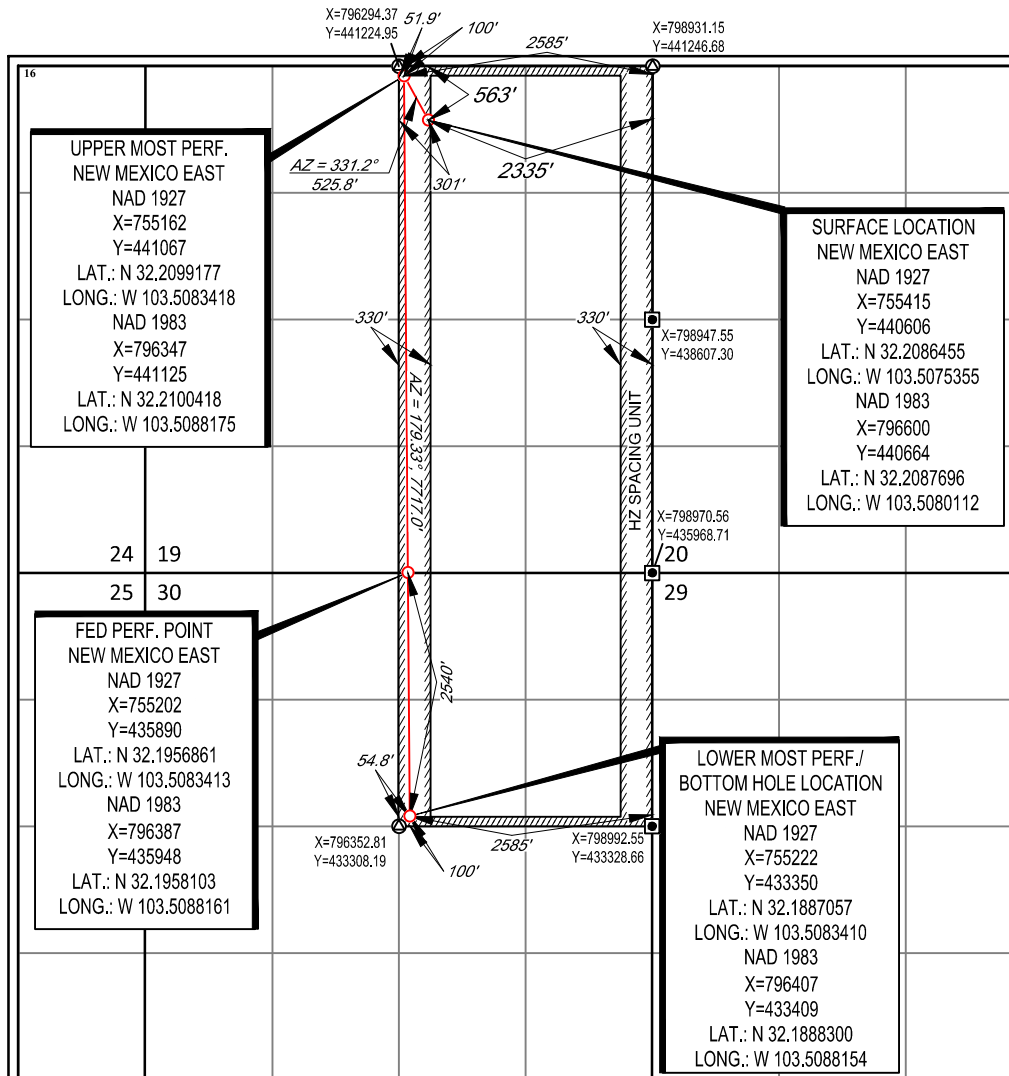 X=796294.37
Y=441224.95
51.9'
100'
2585'
X=798931.15
Y=441246.68
16
563'
2335'
301'
AZ = 331.2°
525.8'
UPPER MOST PERF.
NEW MEXICO EAST
NAD 1927
X=755162
Y=441067
LAT.: N 32.2099177
LONG.: W 103.5083418
NAD 1983
X=796347
Y=441125
LAT.: N 32.2100418
LONG.: W 103.5088175
SURFACE LOCATION
NEW MEXICO EAST
NAD 1927
X=755415
Y=440606
LAT.: N 32.2086455
LONG.: W 103.5075355
NAD 1983
X=796600
Y=440664
LAT.: N 32.2087696
LONG.: W 103.5080112
330'
330'
X=798947.55
Y=438607.30
AZ = 179.33°, 7717.0'
HZ SPACING UNIT
X=798970.56
Y=435968.71
24 19
20
25 30
29
FED PERF. POINT
NEW MEXICO EAST
NAD 1927
X=755202
Y=435890
LAT.: N 32.1956861
LONG.: W 103.5083413
NAD 1983
X=796387
Y=435948
LAT.: N 32.1958103
LONG.: W 103.5088161
2540'
54.8'
X=796352.81
Y=433308.19
100'
2585'
X=798992.55
Y=433328.66
LOWER MOST PERF./
BOTTOM HOLE LOCATION
NEW MEXICO EAST
NAD 1927
X=755222
Y=433350
LAT.: N 32.1887057
LONG.: W 103.5083410
NAD 1983
X=796407
Y=433409
LAT.: N 32.1888300
LONG.: W 103.5088154